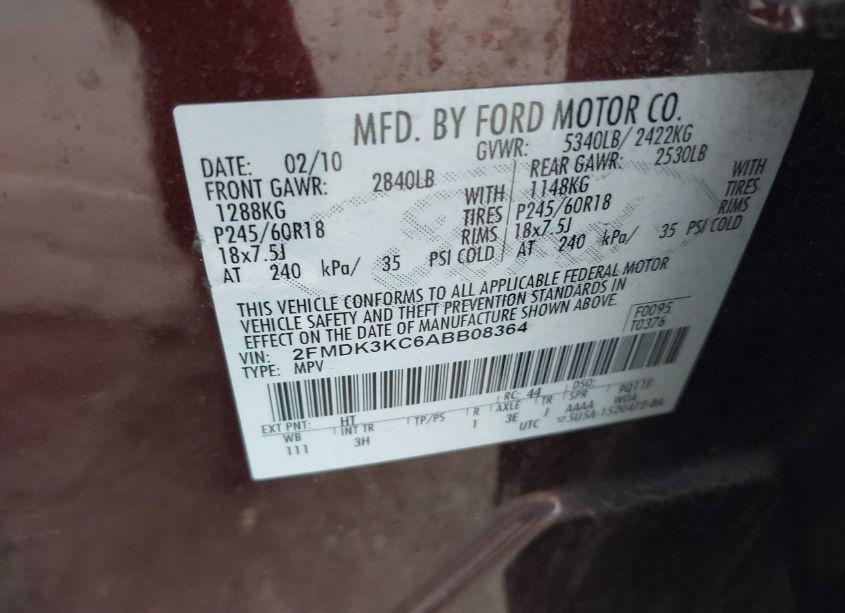 MFD. BY FORD MOTOR CO.
DATE: 02/10 GVWR: 5340LB/ 2422KG
FRONT GAWR: 2840LB REAR GAWR: 2530LB
1288KG WITH 1148KG WITH
P245/60R18 TIRES P245/60R18 TIRES
18x7.5J RIMS 18x7.5J RIMS
AT 240 kPa/ 35 PSI COLD AT 240 kPa/ 35 PSI COLD
THIS VEHICLE CONFORMS TO ALL APPLICABLE FEDERAL MOTOR
VEHICLE SAFETY AND THEFT PREVENTION STANDARDS IN
EFFECT ON THE DATE OF MANUFACTURE SHOWN ABOVE.
F0095
VIN: 2FMDK3KC6ABB08364 T0376
TYPE: MPV
EXT PNT: HT RC: 44 DSO:
WB INT TR TP/PS R AXLE TR SPR
111 3H 1 3E J AAAA
UTC